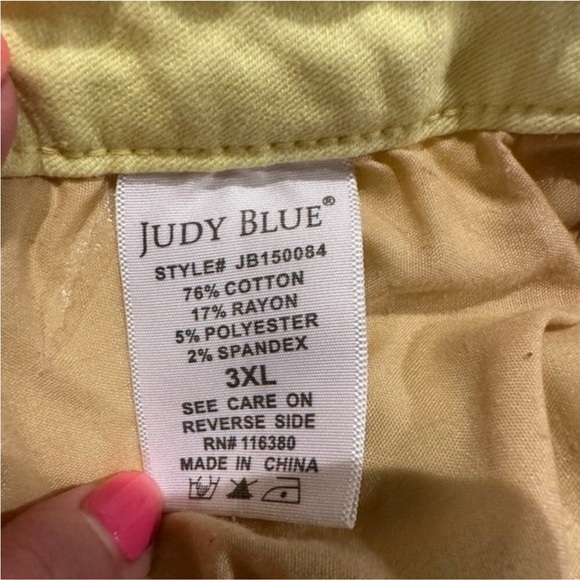 JUDY BLUE®
STYLE# JB150084
76% COTTON
17% RAYON
5% POLYESTER
2% SPANDEX
3XL
SEE CARE ON
REVERSE SIDE
RN# 116380
MADE IN CHINA